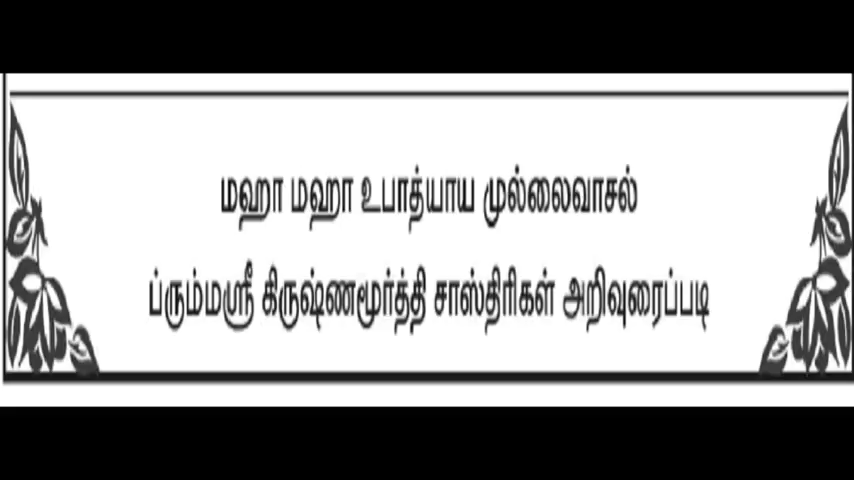 மஹா மஹா உபாத்யாய முல்லைவாசல்
ப்ரும்மஸ்ரீ கிருஷ்ணமூர்த்தி சாஸ்திரிகள் அறிவுரைப்படி